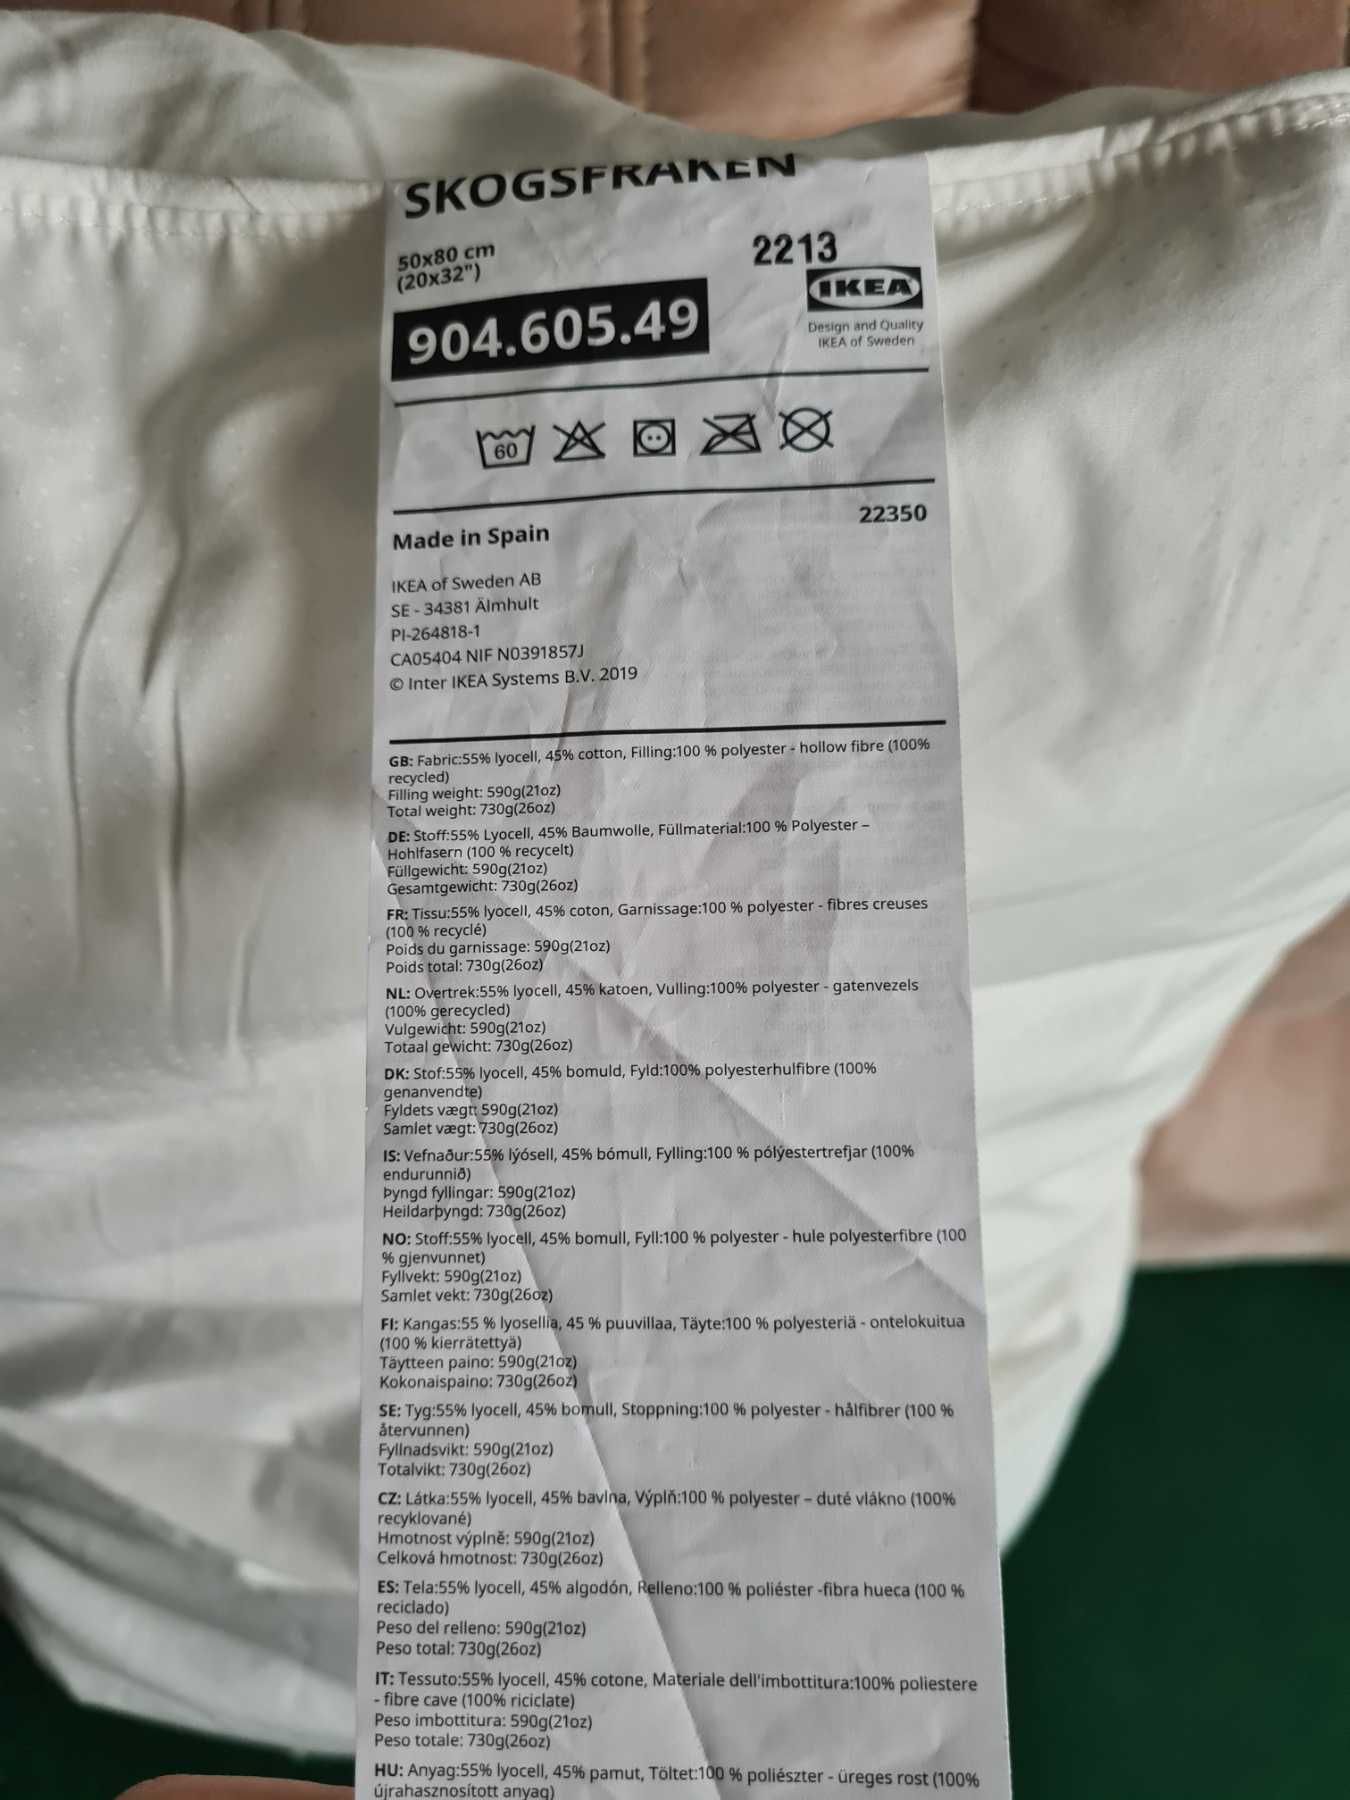 SKOGSFRÄKEN
50x80 cm
(20x32")
2213
904.605.49
IKEA
Design and Quality
IKEA of Sweden
60
Made in Spain
22350
IKEA of Sweden AB
SE - 34381 Älmhult
PI-264818-1
CA05404 NIF N0391857J
© Inter IKEA Systems B.V. 2019
GB: Fabric:55% lyocell, 45% cotton, Filling:100 % polyester - hollow fibre (100%
recycled)
Filling weight: 590g(21oz)
Total weight: 730g(26oz)
DE: Stoff:55% Lyocell, 45% Baumwolle, Füllmaterial:100 % Polyester –
Hohlfasern (100 % recycelt)
Füllgewicht: 590g(21oz)
Gesamtgewicht: 730g(26oz)
FR: Tissu:55% lyocell, 45% coton, Garnissage:100 % polyester - fibres creuses
(100 % recyclé)
Poids du garnissage: 590g(21oz)
Poids total: 730g(26oz)
NL: Overtrek:55% lyocell, 45% katoen, Vulling:100% polyester - gatenvezels
(100% gerecycled)
Vulgewicht: 590g(21oz)
Totaal gewicht: 730g(26oz)
DK: Stof:55% lyocell, 45% bomuld, Fyld:100% polyesterhulfibre (100%
genanvendte)
Fyldets vægt: 590g(21oz)
Samlet vægt: 730g(26oz)
IS: Vefnaður:55% lýósell, 45% bómull, Fylling:100 % pólýestertrefjar (100%
endurunnið)
Þyngd fyllingar: 590g(21oz)
Heildarþyngd: 730g(26oz)
NO: Stoff:55% lyocell, 45% bomull, Fyll:100 % polyester - hule polyesterfibre (100
% gjenvunnet)
Fyllvekt: 590g(21oz)
Samlet vekt: 730g(26oz)
FI: Kangas:55 % lyosellia, 45 % puuvillaa, Täyte:100 % polyesteriä - ontelokuitua
(100 % kierrätettyä)
Täytteen paino: 590g(21oz)
Kokonaispaino: 730g(26oz)
SE: Tyg:55% lyocell, 45% bomull, Stoppning:100 % polyester - hålfibrer (100 %
återvunnen)
Fyllnadsvikt: 590g(21oz)
Totalvikt: 730g(26oz)
CZ: Látka:55% lyocell, 45% bavlna, Výplň:100 % polyester – duté vlákno (100%
recyklované)
Hmotnost výplně: 590g(21oz)
Celková hmotnost: 730g(26oz)
ES: Tela:55% lyocell, 45% algodón, Relleno:100 % poliéster -fibra hueca (100 %
reciclado)
Peso del relleno: 590g(21oz)
Peso total: 730g(26oz)
IT: Tessuto:55% lyocell, 45% cotone, Materiale dell'imbottitura:100% poliestere
- fibre cave (100% riciclate)
Peso imbottitura: 590g(21oz)
Peso totale: 730g(26oz)
HU: Anyag:55% lyocell, 45% pamut, Töltet:100 % poliészter - üreges rost (100%
újrahasznosított anyag)